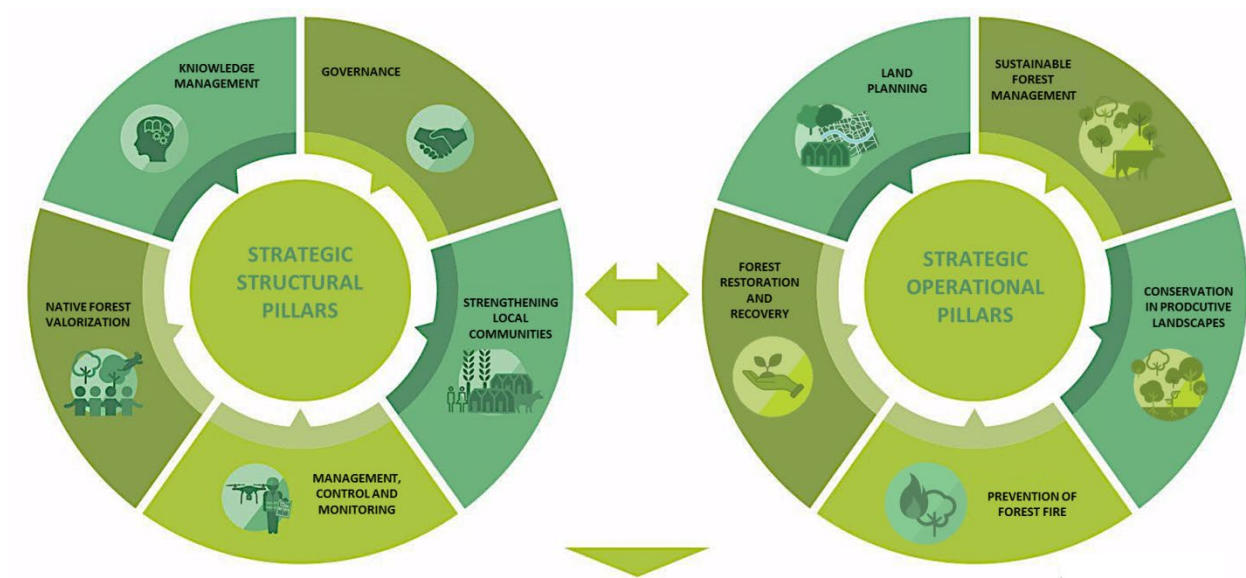 KNIOWLEDGE
MANAGEMENT
GOVERNANCE
NATIVE FOREST
VALORIZATION
STRATEGIC
STRUCTURAL
PILLARS
STRENGTHENING
LOCAL
COMMUNITIES
MANAGEMENT,
CONTROL AND
MONITORING
LAND
PLANNING
SUSTAINABLE
FOREST
MANAGEMENT
FOREST
RESTORATION
AND
RECOVERY
STRATEGIC
OPERATIONAL
PILLARS
CONSERVATION
IN PRODCUTIVE
LANDSCAPES
PREVENTION OF
FOREST FIRE